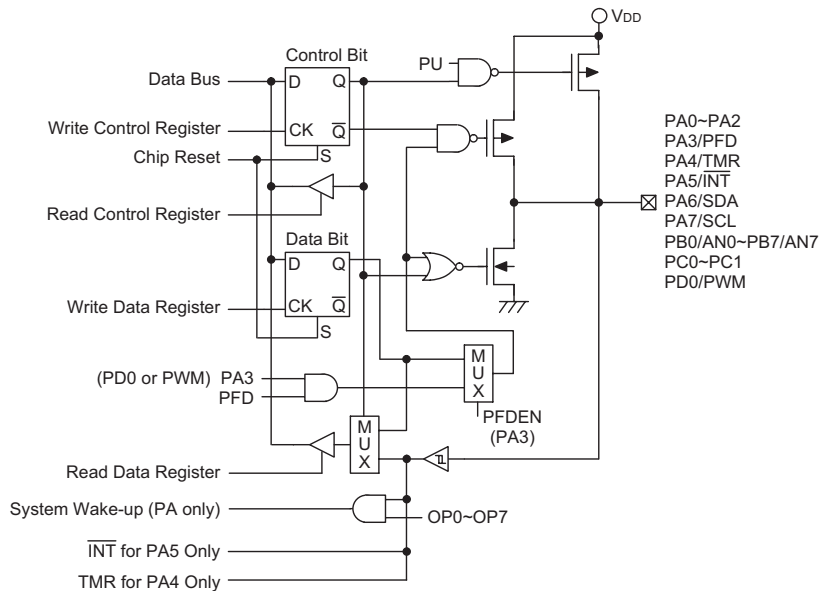 VDD
Control Bit
PU
Data Bus
D
Q
Write Control Register
CK
Q̅
Chip Reset
S
Read Control Register
Data Bit
D
Q
Write Data Register
CK
Q̅
S
PA0~PA2
PA3/PFD
PA4/TMR
PA5/I̅N̅T̅
PA6/SDA
PA7/SCL
PB0/AN0~PB7/AN7
PC0~PC1
PD0/PWM
(PD0 or PWM) PA3
PFD
MUX
PFDEN
(PA3)
MUX
Read Data Register
System Wake-up (PA only)
OP0~OP7
I̅N̅T̅ for PA5 Only
TMR for PA4 Only